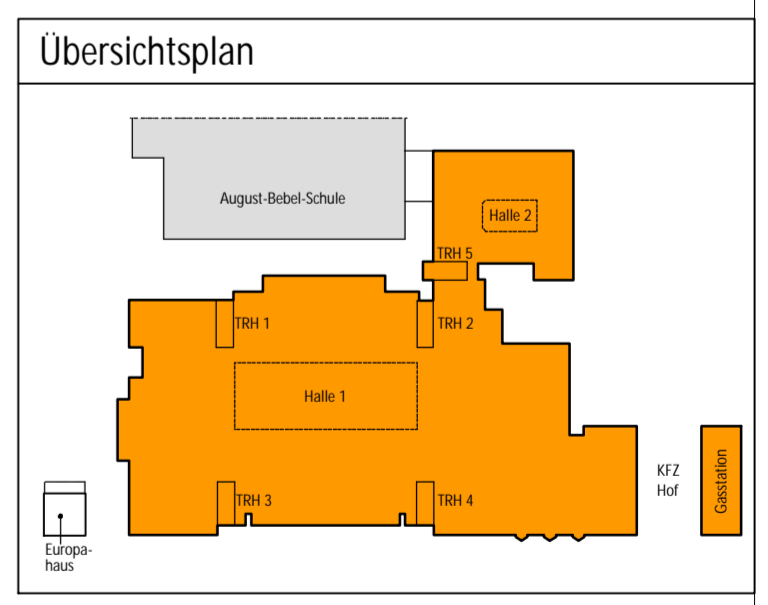 Übersichtsplan
August-Bebel-Schule
Halle 2
TRH 5
TRH 1
TRH 2
Halle 1
KFZ
Hof
Gasstation
TRH 3
TRH 4
Europa-
haus